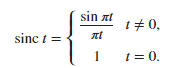 sinc t = { sin πt / πt t ≠ 0,
1 t = 0.